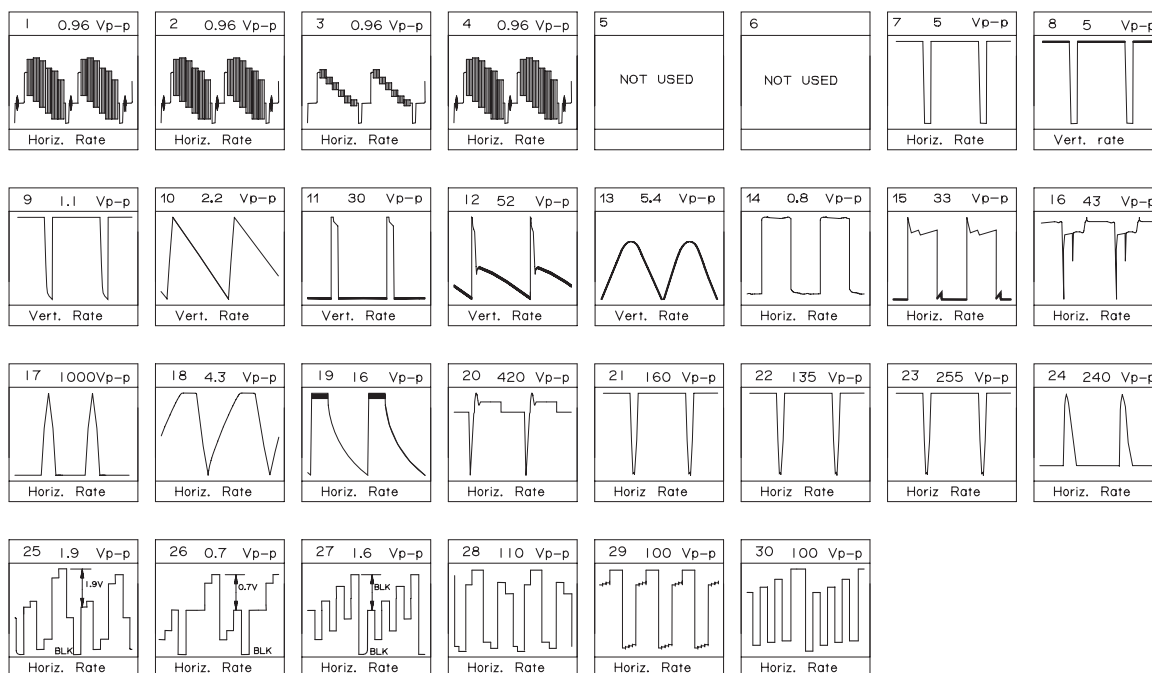 1 0.96 Vp-p
Horiz. Rate
2 0.96 Vp-p
Horiz. Rate
3 0.96 Vp-p
Horiz. Rate
4 0.96 Vp-p
Horiz. Rate
5
NOT USED
6
NOT USED
7 5 Vp-p
Horiz. Rate
8 5 Vp-p
Vert. rate
9 1.1 Vp-p
Vert. Rate
10 2.2 Vp-p
Vert. Rate
11 30 Vp-p
Vert. Rate
12 52 Vp-p
Vert. Rate
13 5.4 Vp-p
Vert. Rate
14 0.8 Vp-p
Horiz. Rate
15 33 Vp-p
Horiz. Rate
16 43 Vp-p
Horiz. Rate
17 1000Vp-p
Horiz. Rate
18 4.3 Vp-p
Horiz. Rate
19 16 Vp-p
Horiz. Rate
20 420 Vp-p
Horiz. Rate
21 160 Vp-p
Horiz Rate
22 135 Vp-p
Horiz. Rate
23 255 Vp-p
Horiz. Rate
24 240 Vp-p
Horiz Rate
25 1.9 Vp-p
1.9V
BLK
Horiz. Rate
26 0.7 Vp-p
0.7V
BLK
Horiz. Rate
27 1.6 Vp-p
BLK
BLK
Horiz. Rate
28 110 Vp-p
Horiz. Rate
29 100 Vp-p
Horiz. Rate
30 100 Vp-p
Horiz. Rate